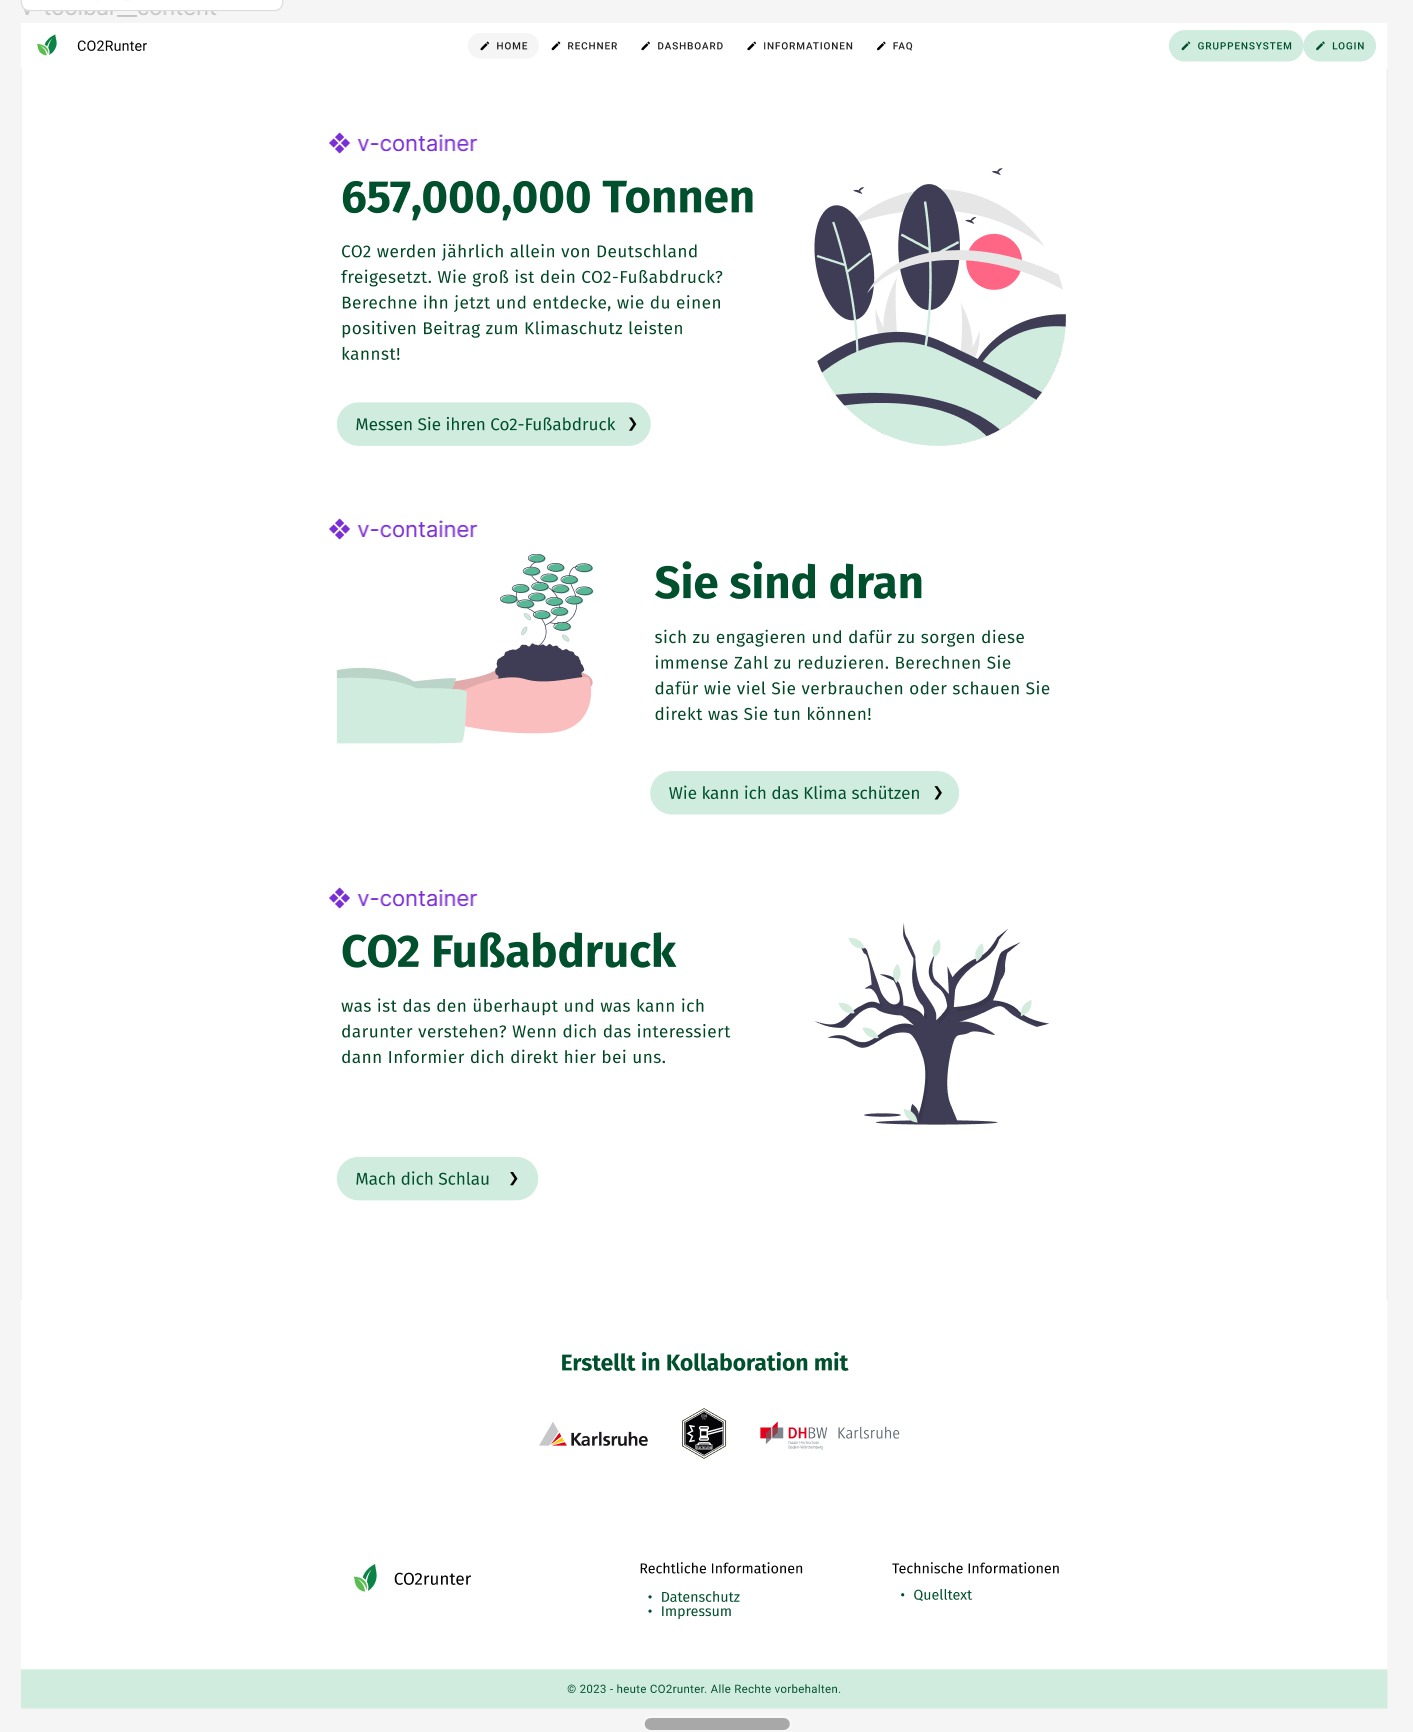 v-toolbar__content
CO2Runter
HOME
RECHNER
DASHBOARD
INFORMATIONEN
FAQ
GRUPPENSYSTEM
LOGIN
v-container
657,000,000 Tonnen
CO2 werden jährlich allein von Deutschland
freigesetzt. Wie groß ist dein CO2-Fußabdruck?
Berechne ihn jetzt und entdecke, wie du einen
positiven Beitrag zum Klimaschutz leisten
kannst!
Messen Sie ihren Co2-Fußabdruck
v-container
Sie sind dran
sich zu engagieren und dafür zu sorgen diese
immense Zahl zu reduzieren. Berechnen Sie
dafür wie viel Sie verbrauchen oder schauen Sie
direkt was Sie tun können!
Wie kann ich das Klima schützen
v-container
CO2 Fußabdruck
was ist das den überhaupt und was kann ich
darunter verstehen? Wenn dich das interessiert
dann Informier dich direkt hier bei uns.
Mach dich Schlau
Erstellt in Kollaboration mit
Karlsruhe
DHBW Karlsruhe
CO2runter
Rechtliche Informationen
• Datenschutz
• Impressum
Technische Informationen
• Quelltext
© 2023 - heute CO2runter. Alle Rechte vorbehalten.